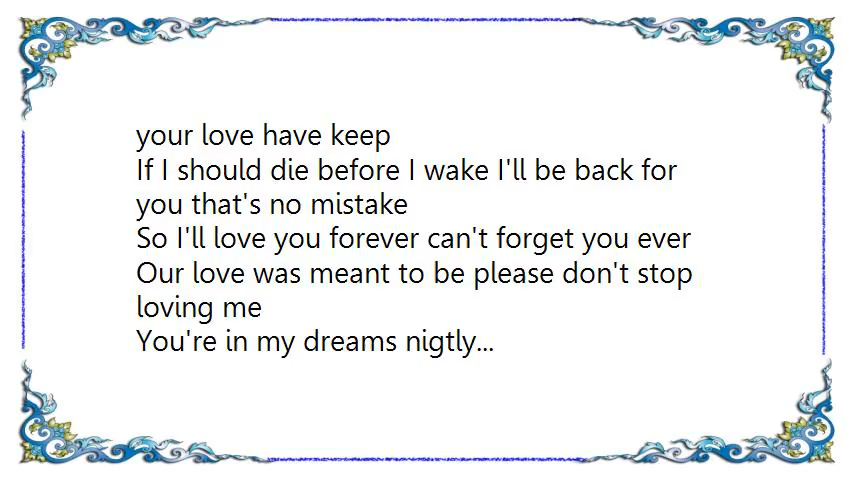 your love have keep
If I should die before I wake I'll be back for
you that's no mistake
So I'll love you forever can't forget you ever
Our love was meant to be please don't stop
loving me
You're in my dreams nigtly...